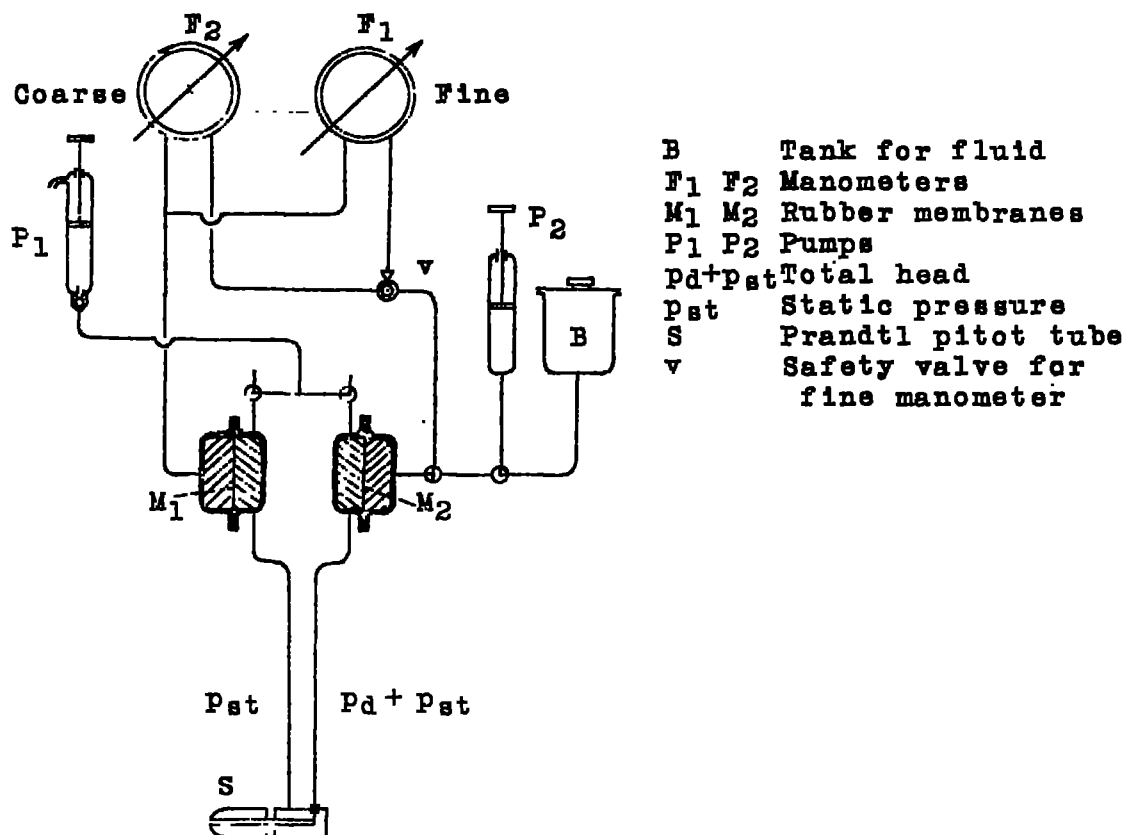 F2 F1
Coarse Fine
P1
P2
v
B
M1 M2
pst pd + pst
S
B Tank for fluid
F1 F2 Manometers
M1 M2 Rubber membranes
P1 P2 Pumps
pd+pst Total head
pst Static pressure
S Prandtl pitot tube
v Safety valve for
fine manometer